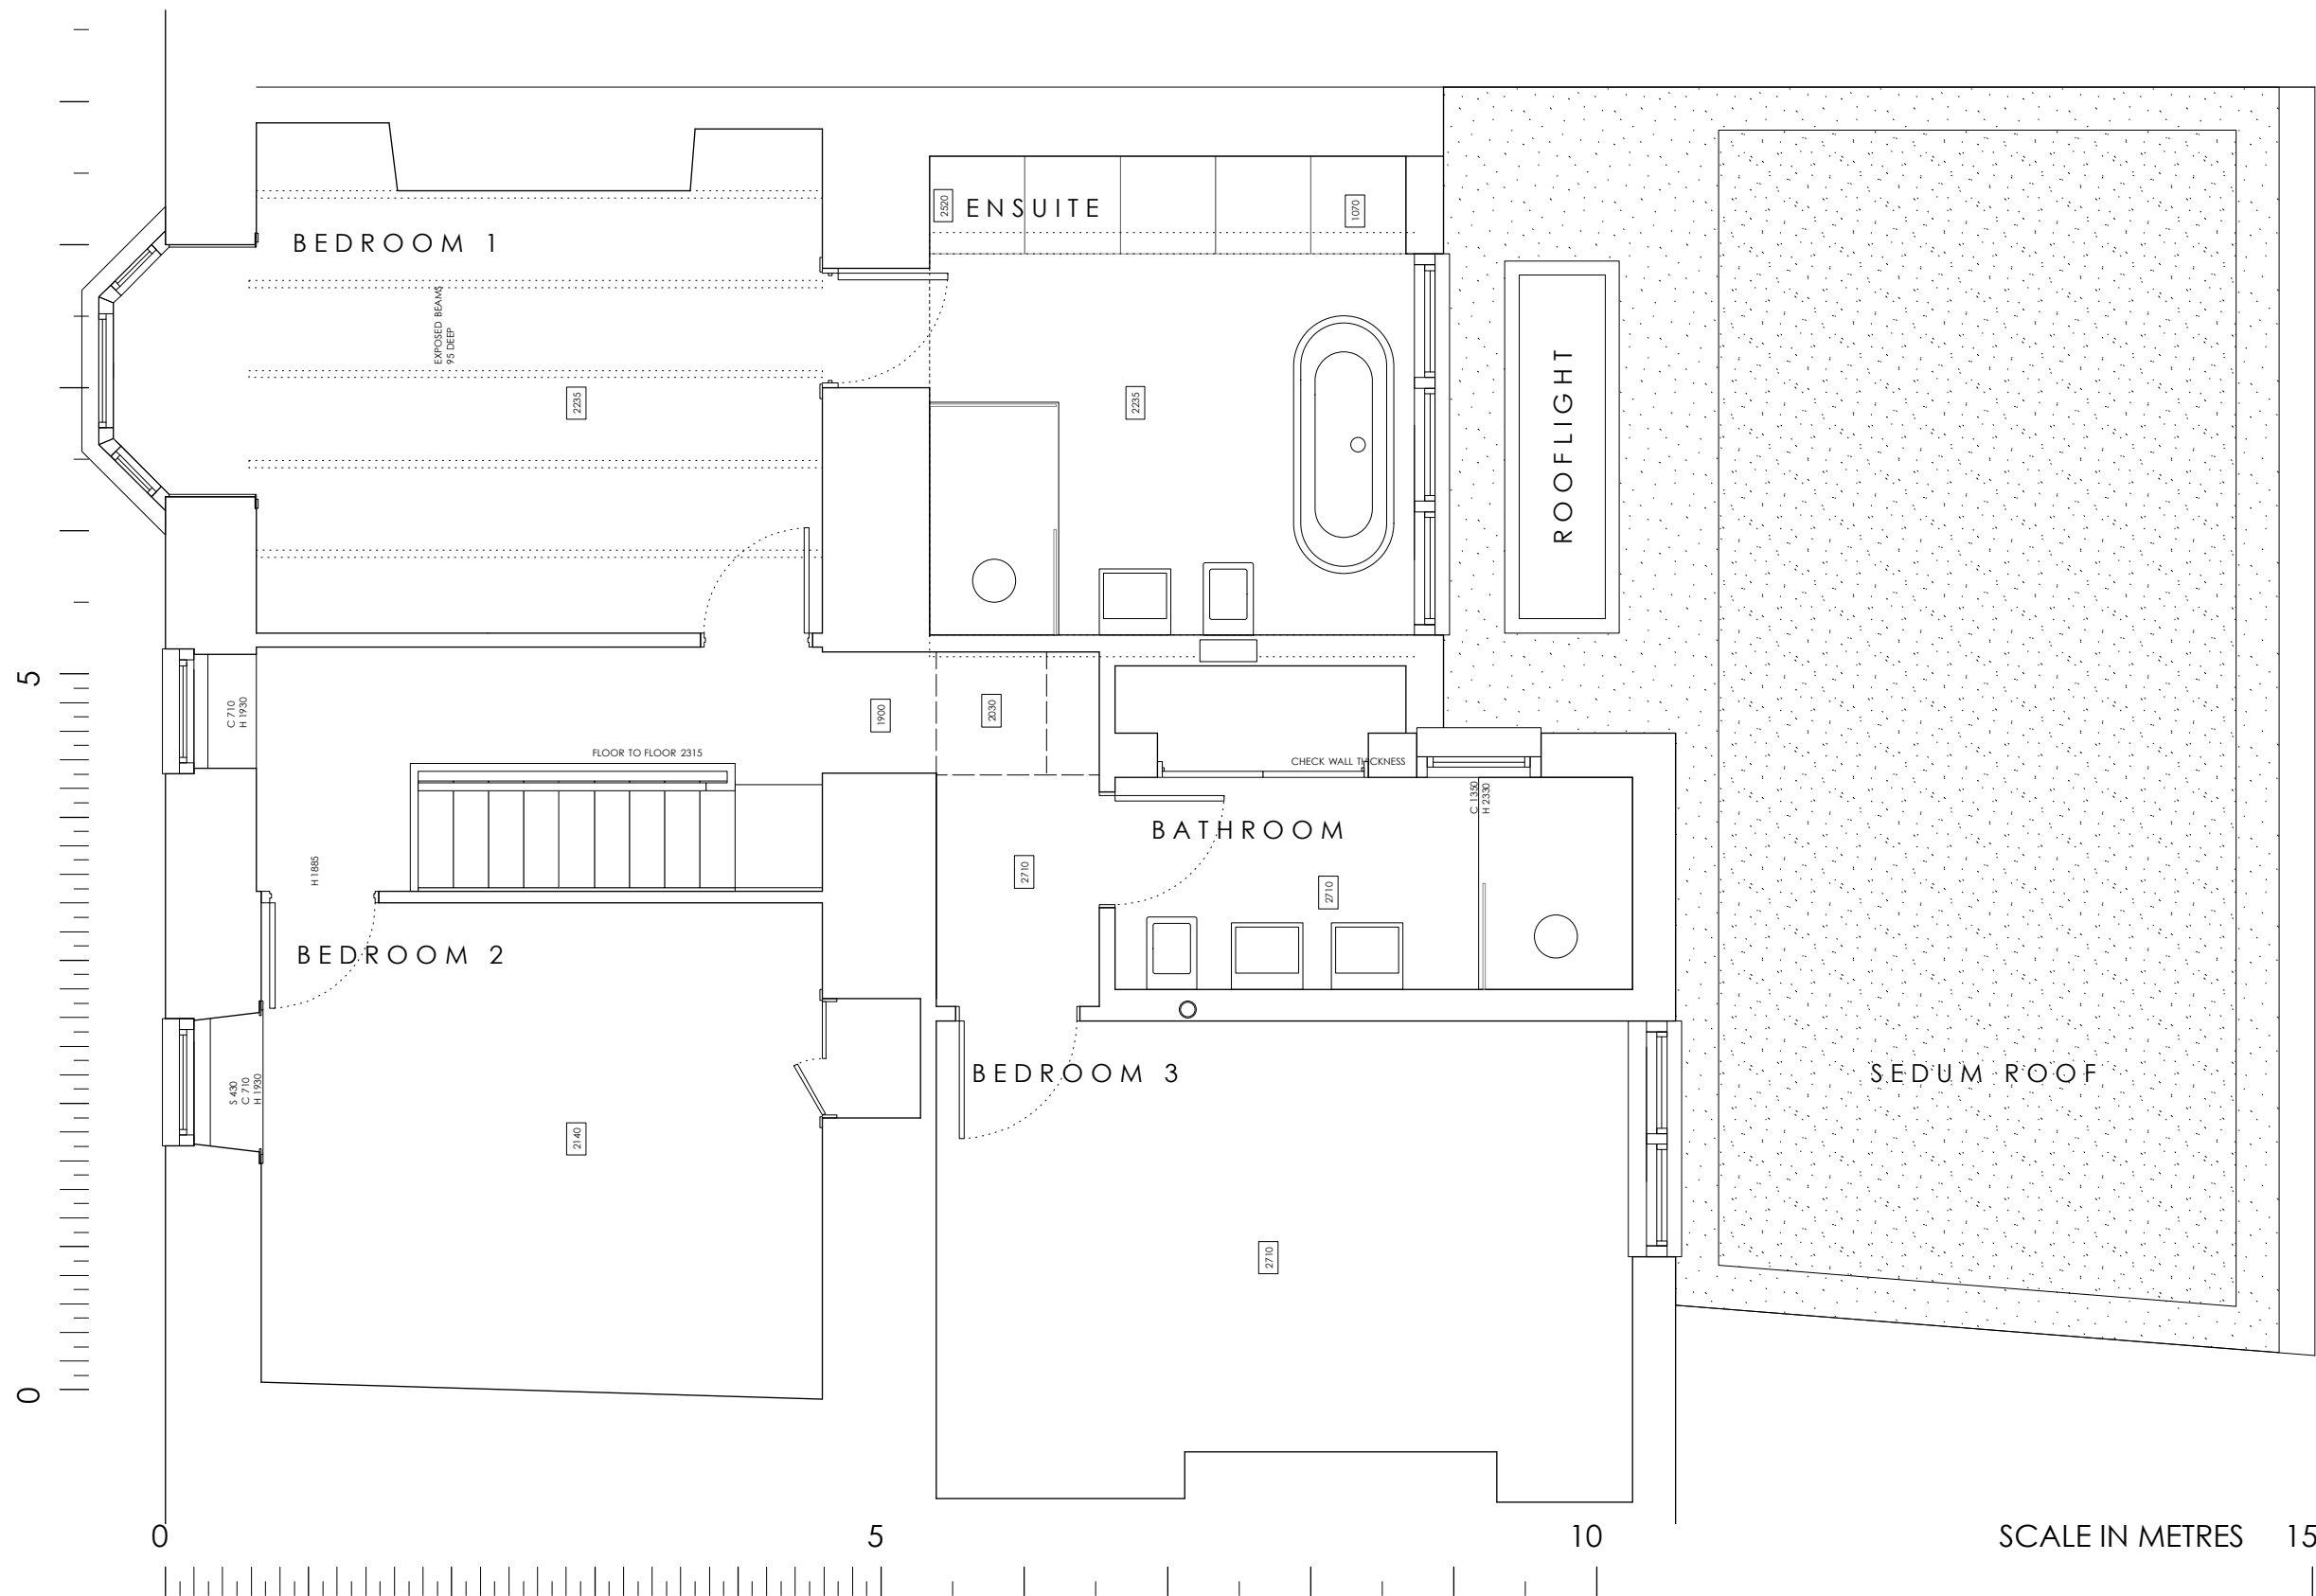 BEDROOM 1
2520
ENSUITE
1070
EXPOSED BEAMS
95 DEEP
2235
2235
ROOFLIGHT
5
C 710
H 1930
1900
2030
FLOOR TO FLOOR 2315
CHECK WALL THICKNESS
C 1350
H 2330
BATHROOM
H 1885
2710
2710
BEDROOM 2
BEDROOM 3
SEDUM ROOF
S 430
C 710
H 1930
2140
2710
0
0
5
10
SCALE IN METRES
15